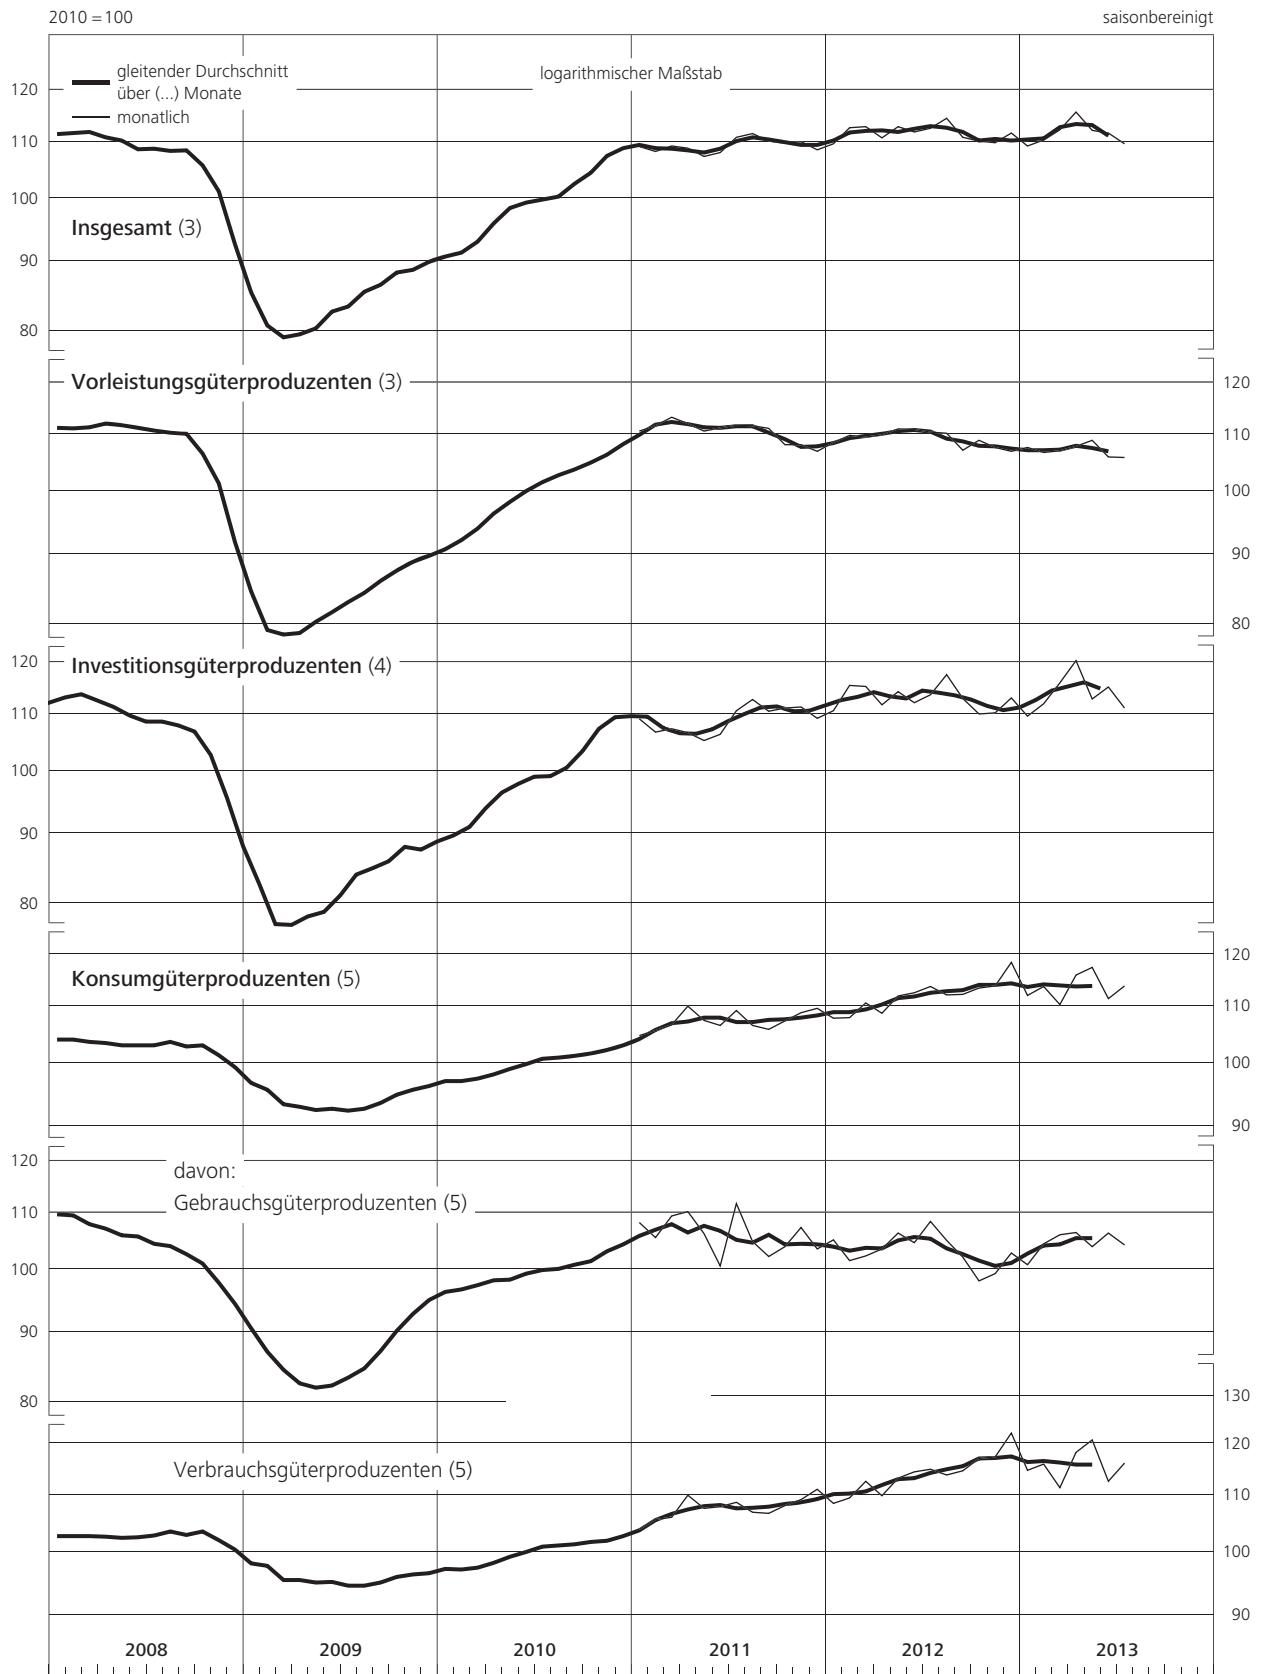 2010 = 100
saisonbereinigt
gleitender Durchschnitt
über (...) Monate
monatlich
logarithmischer Maßstab
120
110
100
90
80
Insgesamt (3)
Vorleistungsgüterproduzenten (3)
120
110
100
90
80
Investitionsgüterproduzenten (4)
120
110
100
90
80
Konsumgüterproduzenten (5)
120
110
100
90
davon:
Gebrauchsgüterproduzenten (5)
120
110
100
90
80
Verbrauchsgüterproduzenten (5)
130
120
110
100
90
2008 2009 2010 2011 2012 2013